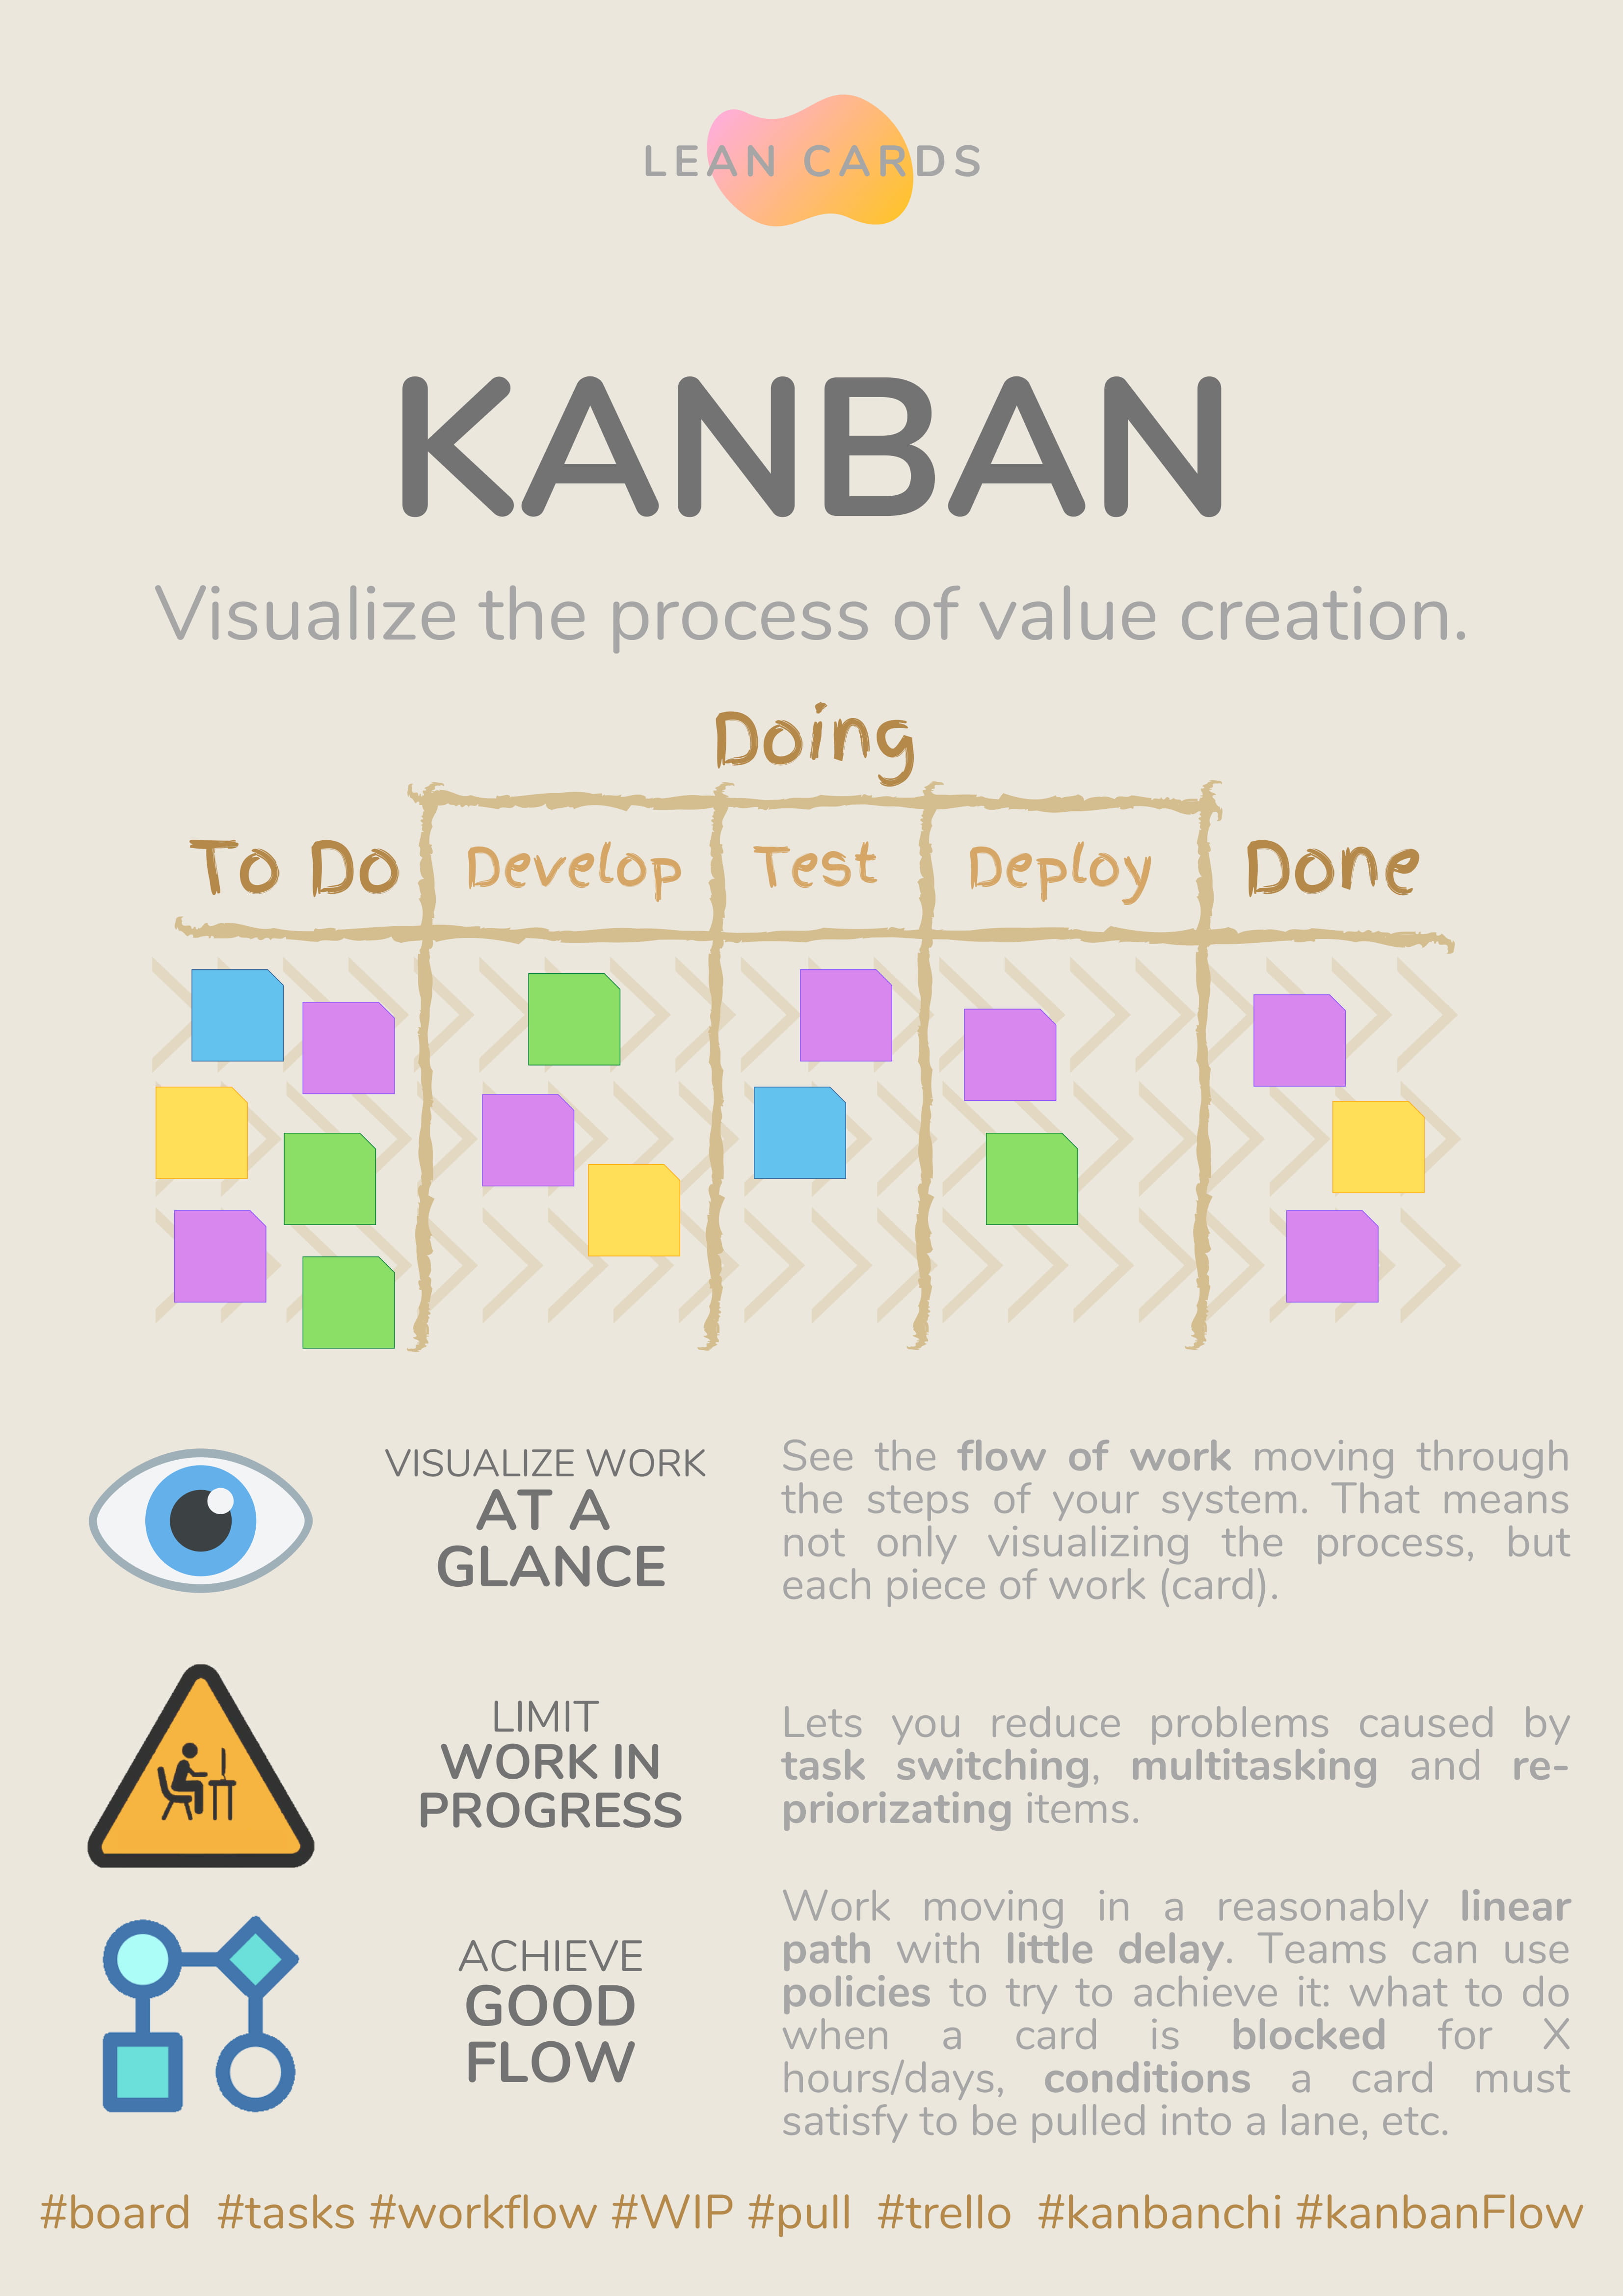 LEAN CARDS
KANBAN
Visualize the process of value creation.
Doing
To Do Develop Test Deploy Done
VISUALIZE WORK
AT A
GLANCE
See the flow of work moving through
the steps of your system. That means
not only visualizing the process, but
each piece of work (card).
LIMIT
WORK IN
PROGRESS
Lets you reduce problems caused by
task switching, multitasking and re-
priorizating items.
ACHIEVE
GOOD
FLOW
Work moving in a reasonably linear
path with little delay. Teams can use
policies to try to achieve it: what to do
when a card is blocked for X
hours/days, conditions a card must
satisfy to be pulled into a lane, etc.
#board #tasks #workflow #WIP #pull #trello #kanbanchi #kanbanFlow